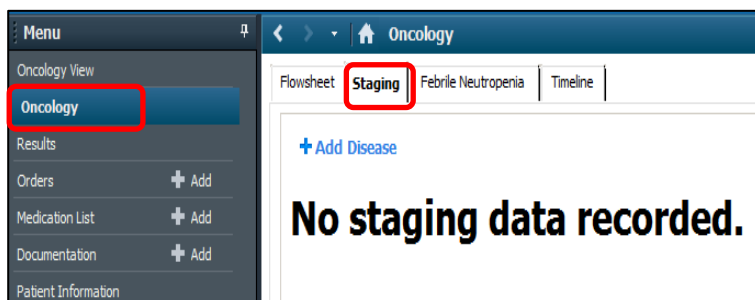 Menu
Oncology View
Oncology
Results
Orders Add
Medication List Add
Documentation Add
Patient Information
Oncology
Flowsheet Staging Febrile Neutropenia Timeline
Add Disease
No staging data recorded.